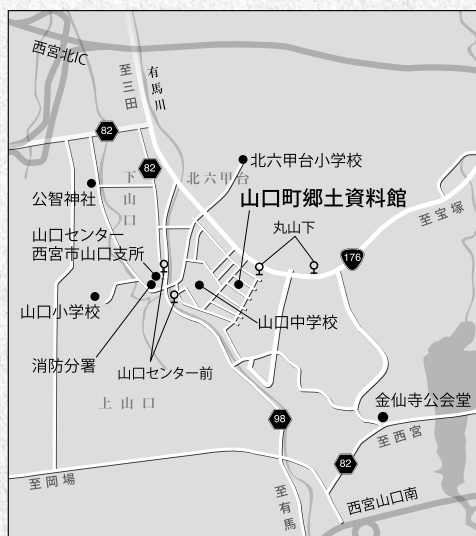 西宮北IC
至三田
有馬川
82
82
下山口
北六甲台
北六甲台小学校
公智神社
山口町郷土資料館
至宝塚
山口センター
西宮市山口支所
丸山下
176
山口小学校
山口中学校
消防分署
山口センター前
上山口
金仙寺公会堂
98
至西宮
82
至岡場
至有馬
西宮山口南